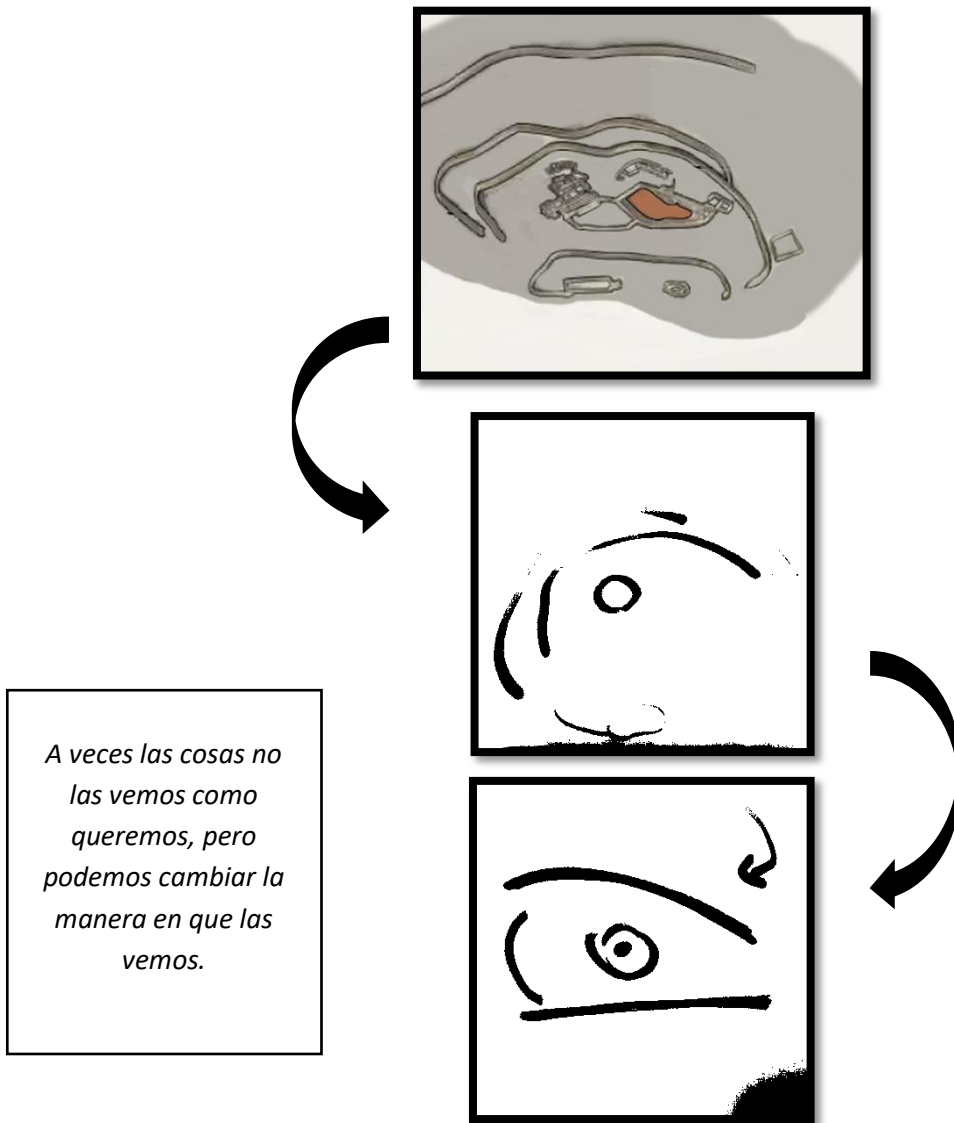 A veces las cosas no
las vemos como
queremos, pero
podemos cambiar la
manera en que las
vemos.